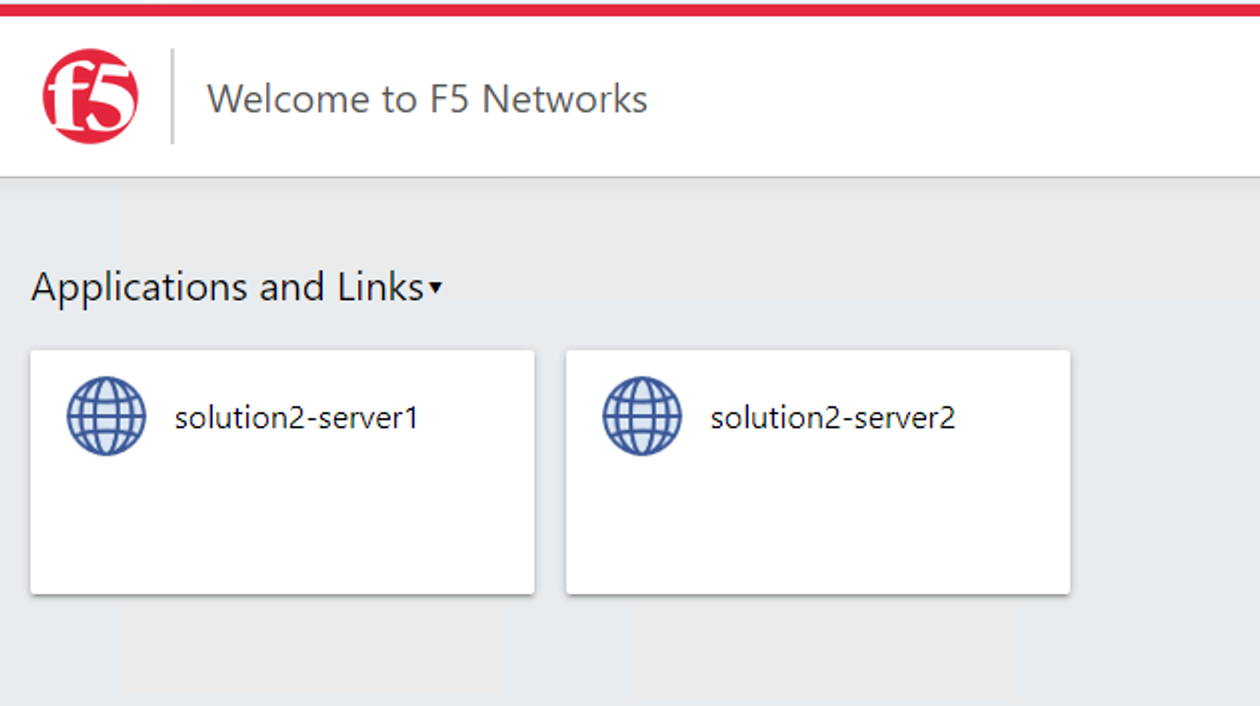 f5
Welcome to F5 Networks
Applications and Links▾
solution2-server1
solution2-server2